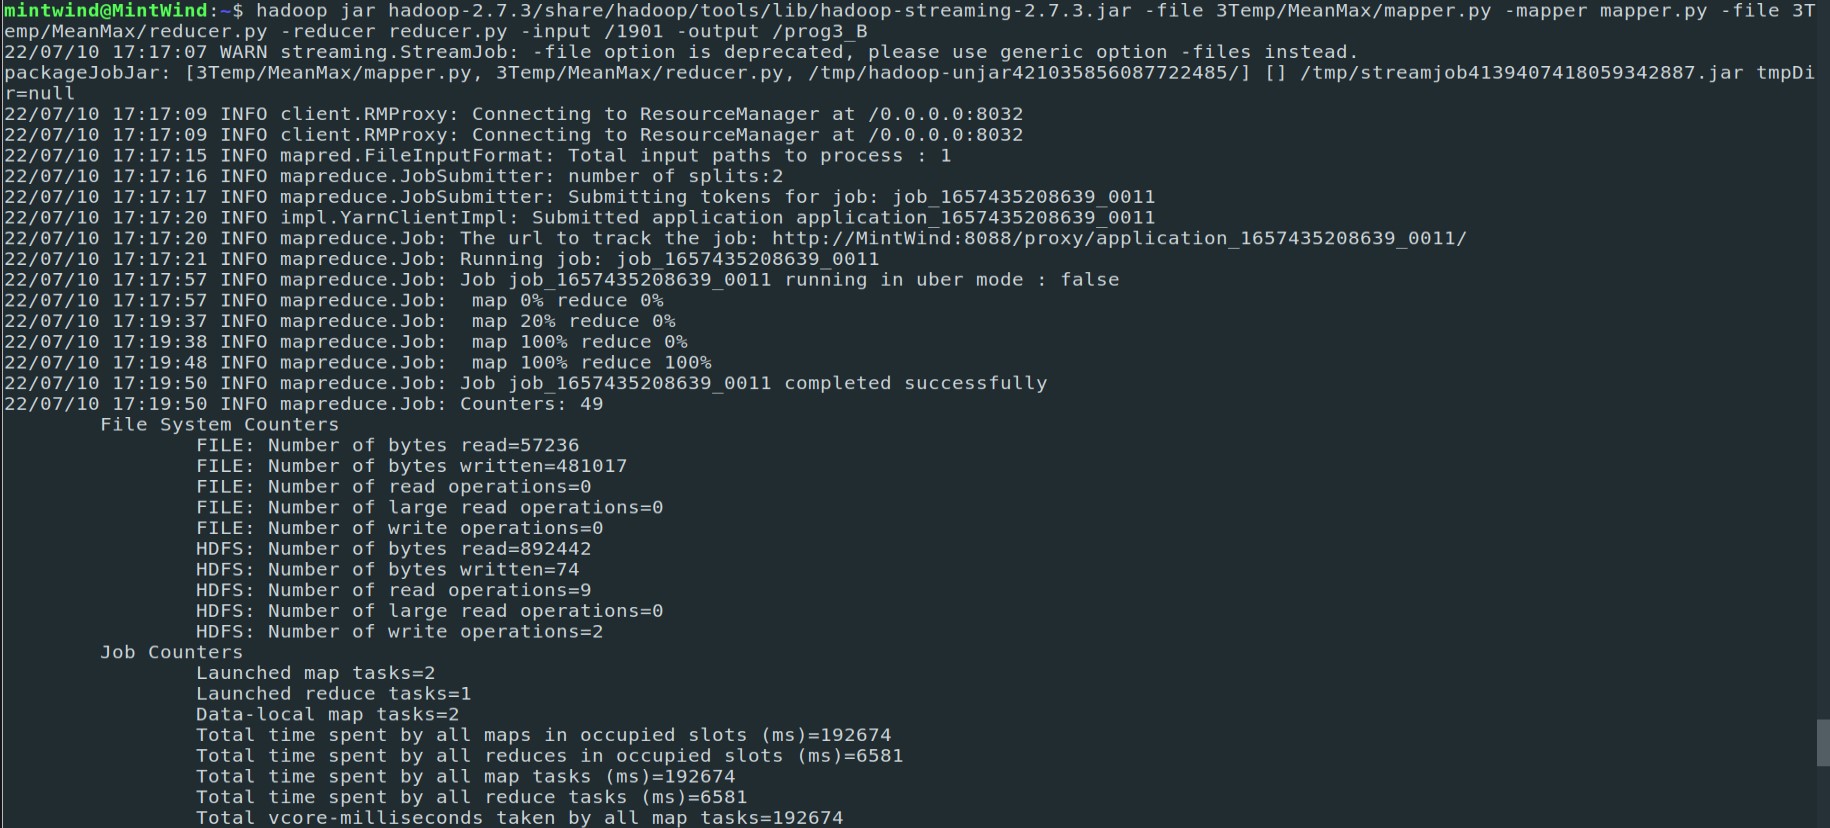 mintwind@MintWind:~$ hadoop jar hadoop-2.7.3/share/hadoop/tools/lib/hadoop-streaming-2.7.3.jar -file 3Temp/MeanMax/mapper.py -mapper mapper.py -file 3T
emp/MeanMax/reducer.py -reducer reducer.py -input /1901 -output /prog3_B
22/07/10 17:17:07 WARN streaming.StreamJob: -file option is deprecated, please use generic option -files instead.
packageJobJar: [3Temp/MeanMax/mapper.py, 3Temp/MeanMax/reducer.py, /tmp/hadoop-unjar421035856087722485/] [] /tmp/streamjob4139407418059342887.jar tmpDi
r=null
22/07/10 17:17:09 INFO client.RMProxy: Connecting to ResourceManager at /0.0.0.0:8032
22/07/10 17:17:09 INFO client.RMProxy: Connecting to ResourceManager at /0.0.0.0:8032
22/07/10 17:17:15 INFO mapred.FileInputFormat: Total input paths to process : 1
22/07/10 17:17:16 INFO mapreduce.JobSubmitter: number of splits:2
22/07/10 17:17:17 INFO mapreduce.JobSubmitter: Submitting tokens for job: job_1657435208639_0011
22/07/10 17:17:20 INFO impl.YarnClientImpl: Submitted application application_1657435208639_0011
22/07/10 17:17:20 INFO mapreduce.Job: The url to track the job: http://MintWind:8088/proxy/application_1657435208639_0011/
22/07/10 17:17:21 INFO mapreduce.Job: Running job: job_1657435208639_0011
22/07/10 17:17:57 INFO mapreduce.Job: Job job_1657435208639_0011 running in uber mode : false
22/07/10 17:17:57 INFO mapreduce.Job:  map 0% reduce 0%
22/07/10 17:19:37 INFO mapreduce.Job:  map 20% reduce 0%
22/07/10 17:19:38 INFO mapreduce.Job:  map 100% reduce 0%
22/07/10 17:19:48 INFO mapreduce.Job:  map 100% reduce 100%
22/07/10 17:19:50 INFO mapreduce.Job: Job job_1657435208639_0011 completed successfully
22/07/10 17:19:50 INFO mapreduce.Job: Counters: 49
File System Counters
FILE: Number of bytes read=57236
FILE: Number of bytes written=481017
FILE: Number of read operations=0
FILE: Number of large read operations=0
FILE: Number of write operations=0
HDFS: Number of bytes read=892442
HDFS: Number of bytes written=74
HDFS: Number of read operations=9
HDFS: Number of large read operations=0
HDFS: Number of write operations=2
Job Counters
Launched map tasks=2
Launched reduce tasks=1
Data-local map tasks=2
Total time spent by all maps in occupied slots (ms)=192674
Total time spent by all reduces in occupied slots (ms)=6581
Total time spent by all map tasks (ms)=192674
Total time spent by all reduce tasks (ms)=6581
Total vcore-milliseconds taken by all map tasks=192674